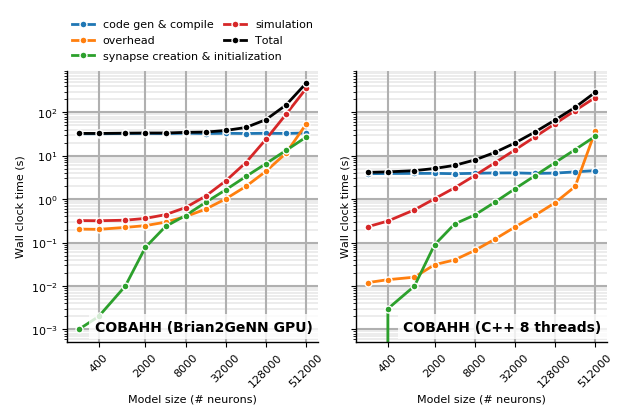 code gen & compile
overhead
synapse creation & initialization
simulation
Total
Wall clock time (s)
10²
10¹
10⁰
10⁻¹
10⁻²
10⁻³
COBAHH (Brian2GeNN GPU)
400
2000
8000
32000
128000
512000
Model size (# neurons)
Wall clock time (s)
10²
10¹
10⁰
10⁻¹
10⁻²
10⁻³
COBAHH (C++ 8 threads)
400
2000
8000
32000
128000
512000
Model size (# neurons)